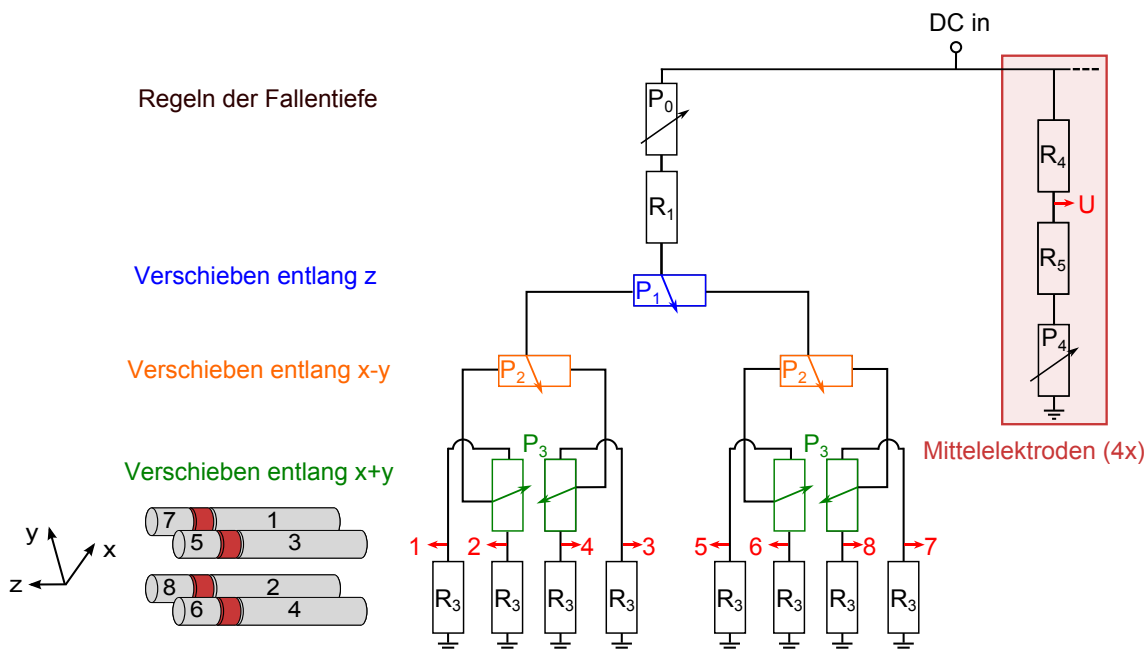 DC in
Regeln der Fallentiefe
P0
R1
R4
U
R5
P4
Mittelelektroden (4x)
Verschieben entlang z
P1
Verschieben entlang x-y
P2
P2
Verschieben entlang x+y
P3
P3
1
2
4
3
5
6
8
7
R3
R3
R3
R3
R3
R3
R3
R3
y
x
z
7
1
5
3
8
2
6
4